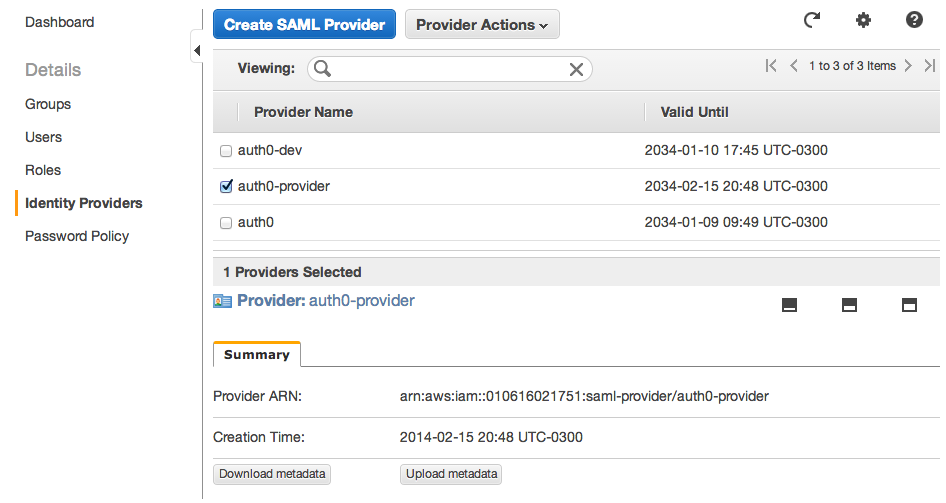 Dashboard
Details
Groups
Users
Roles
Identity Providers
Password Policy
Create SAML Provider
Provider Actions
Viewing:
1 to 3 of 3 Items
Provider Name Valid Until
auth0-dev 2034-01-10 17:45 UTC-0300
auth0-provider 2034-02-15 20:48 UTC-0300
auth0 2034-01-09 09:49 UTC-0300
1 Providers Selected
Provider: auth0-provider
Summary
Provider ARN: arn:aws:iam::010616021751:saml-provider/auth0-provider
Creation Time: 2014-02-15 20:48 UTC-0300
Download metadata Upload metadata